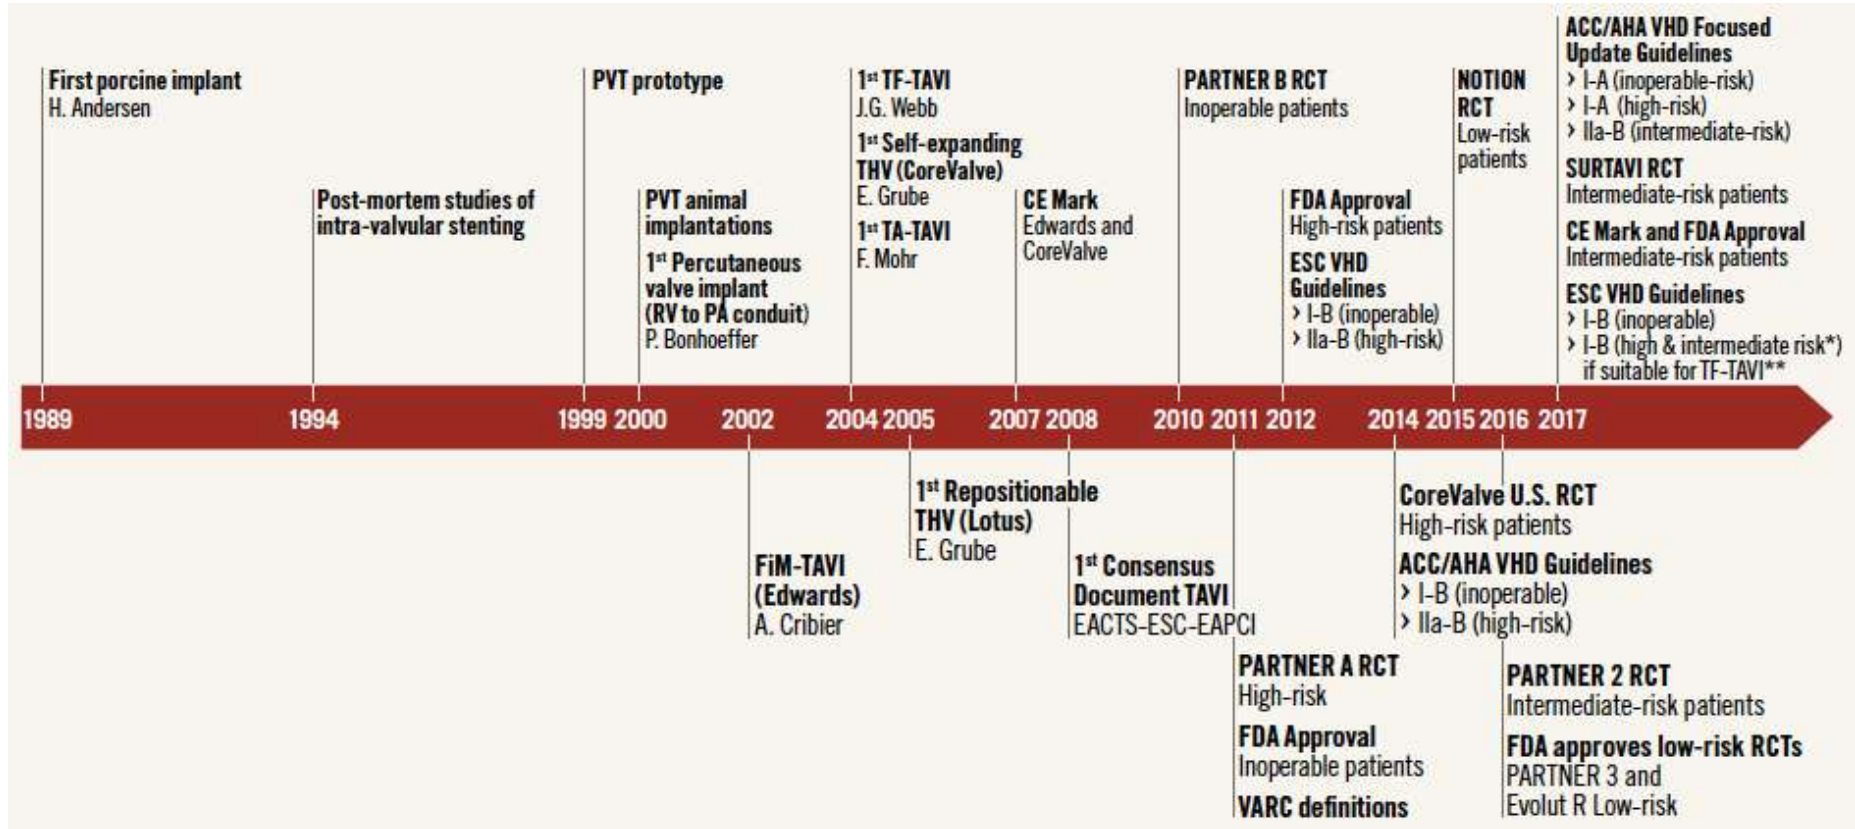 First porcine implant
H. Andersen
Post-mortem studies of
intra-valvular stenting
PVT prototype
PVT animal
implantations
1st Percutaneous
valve implant
(RV to PA conduit)
P. Bonhoeffer
1st TF-TAVI
J.G. Webb
1st Self-expanding
THV (CoreValve)
E. Grube
1st TA-TAVI
F. Mohr
CE Mark
Edwards and
CoreValve
PARTNER B RCT
Inoperable patients
FDA Approval
High-risk patients
ESC VHD
Guidelines
> I-B (inoperable)
> IIa-B (high-risk)
NOTION
RCT
Low-risk
patients
ACC/AHA VHD Focused
Update Guidelines
> I-A (inoperable-risk)
> I-A (high-risk)
> IIa-B (intermediate-risk)
SURTAVI RCT
Intermediate-risk patients
CE Mark and FDA Approval
Intermediate-risk patients
ESC VHD Guidelines
> I-B (inoperable)
> I-B (high & intermediate risk*)
if suitable for TF-TAVI**
1989 1994 1999 2000 2002 2004 2005 2007 2008 2010 2011 2012 2014 2015 2016 2017
FiM-TAVI
(Edwards)
A. Cribier
1st Repositionable
THV (Lotus)
E. Grube
1st Consensus
Document TAVI
EACTS-ESC-EAPCI
PARTNER A RCT
High-risk
FDA Approval
Inoperable patients
VARC definitions
CoreValve U.S. RCT
High-risk patients
ACC/AHA VHD Guidelines
> I-B (inoperable)
> IIa-B (high-risk)
PARTNER 2 RCT
Intermediate-risk patients
FDA approves low-risk RCTs
PARTNER 3 and
Evolut R Low-risk